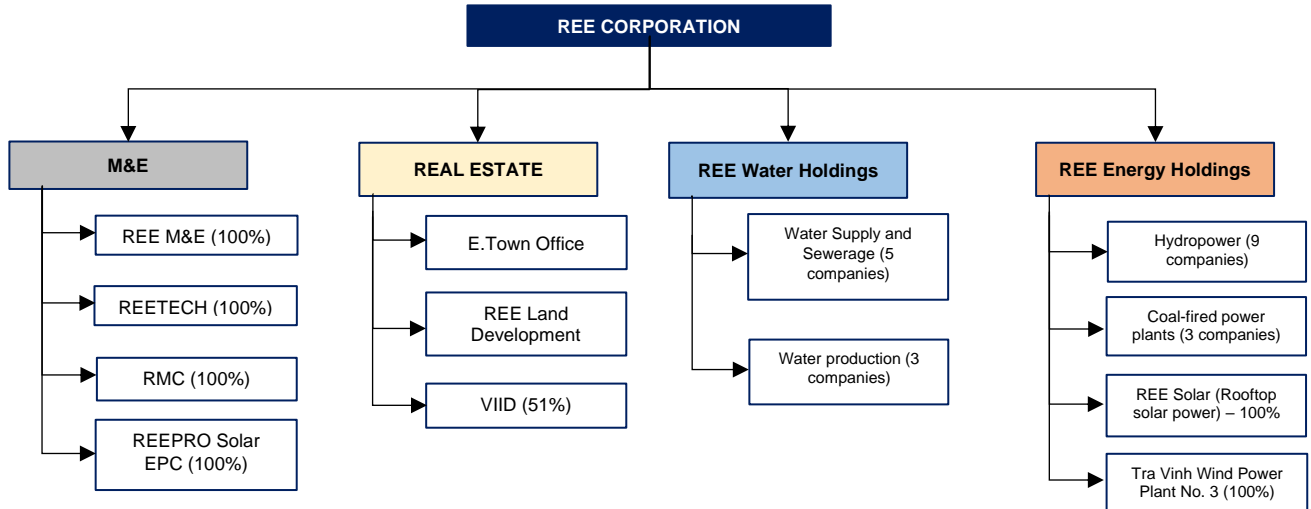 REE CORPORATION
M&E
REAL ESTATE
REE Water Holdings
REE Energy Holdings
REE M&E (100%)
REETECH (100%)
RMC (100%)
REEPRO Solar
EPC (100%)
E.Town Office
REE Land
Development
VIID (51%)
Water Supply and
Sewerage (5
companies)
Water production (3
companies)
Hydropower (9
companies)
Coal-fired power
plants (3 companies)
REE Solar (Rooftop
solar power) – 100%
Tra Vinh Wind Power
Plant No. 3 (100%)